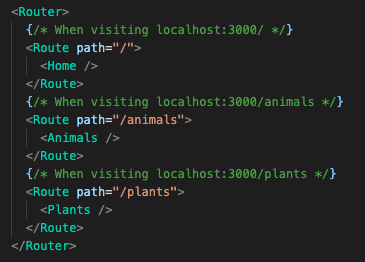 <Router>
{/* When visiting localhost:3000/ */}
<Route path="/">
<Home />
</Route>
{/* When visiting localhost:3000/animals */}
<Route path="/animals">
<Animals />
</Route>
{/* When visiting localhost:3000/plants */}
<Route path="/plants">
<Plants />
</Route>
</Router>